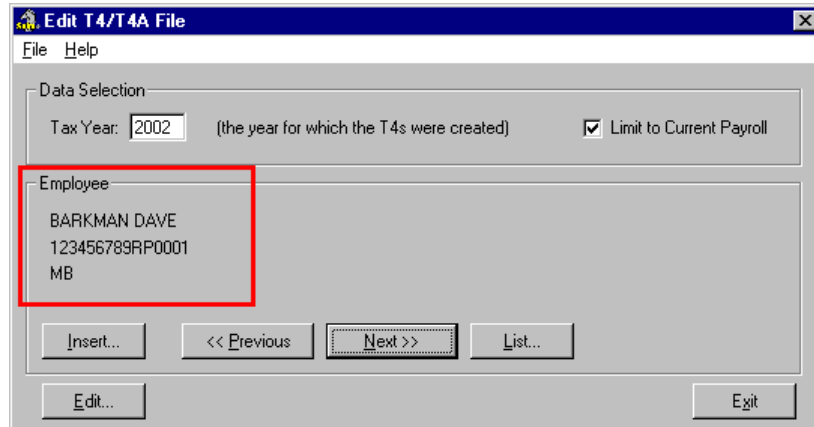 Edit T4/T4A File
File Help
Data Selection
Tax Year: 2002 (the year for which the T4s were created) Limit to Current Payroll
Employee
BARKMAN DAVE
123456789RP0001
MB
Insert... << Previous Next >> List...
Edit... Exit